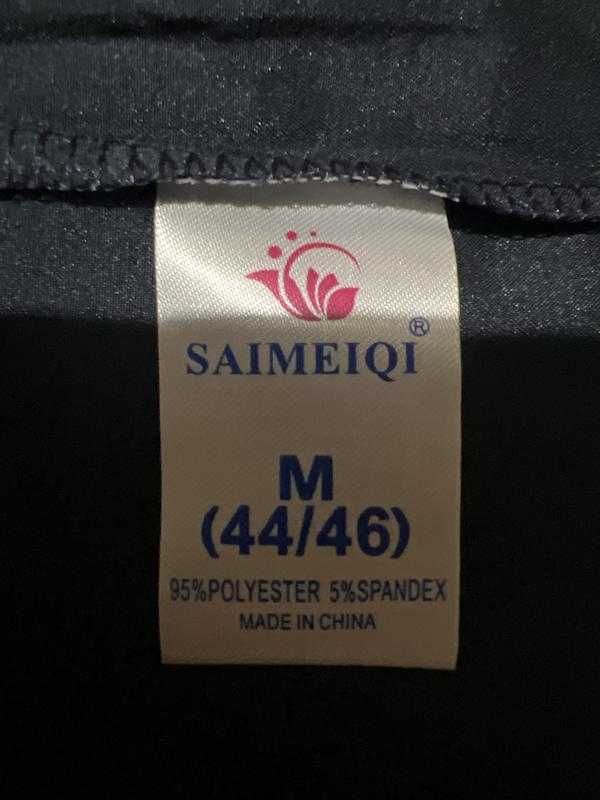 SAIMEIQI®
M
(44/46)
95%POLYESTER 5%SPANDEX
MADE IN CHINA